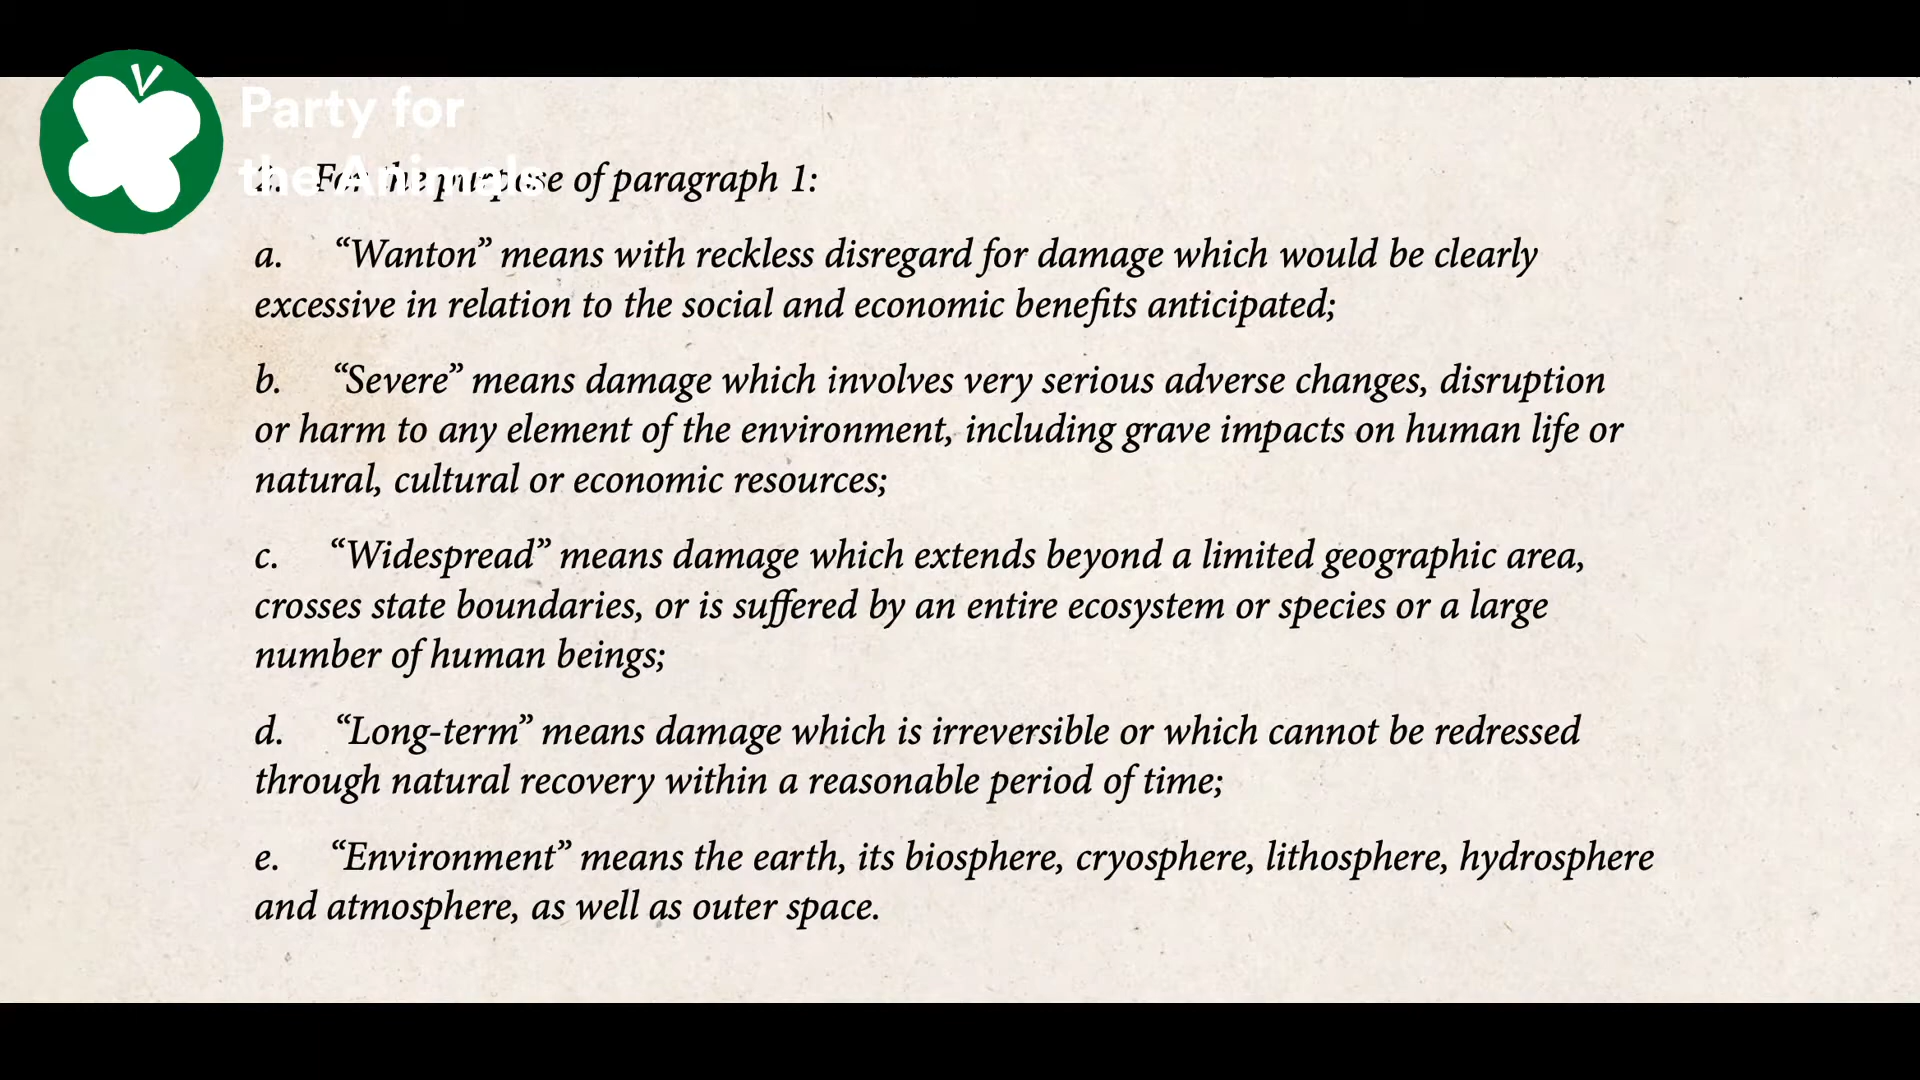 Party for
the Animals
2. For the purpose of paragraph 1:
a. “Wanton” means with reckless disregard for damage which would be clearly
excessive in relation to the social and economic benefits anticipated;
b. “Severe” means damage which involves very serious adverse changes, disruption
or harm to any element of the environment, including grave impacts on human life or
natural, cultural or economic resources;
c. “Widespread” means damage which extends beyond a limited geographic area,
crosses state boundaries, or is suffered by an entire ecosystem or species or a large
number of human beings;
d. “Long-term” means damage which is irreversible or which cannot be redressed
through natural recovery within a reasonable period of time;
e. “Environment” means the earth, its biosphere, cryosphere, lithosphere, hydrosphere
and atmosphere, as well as outer space.